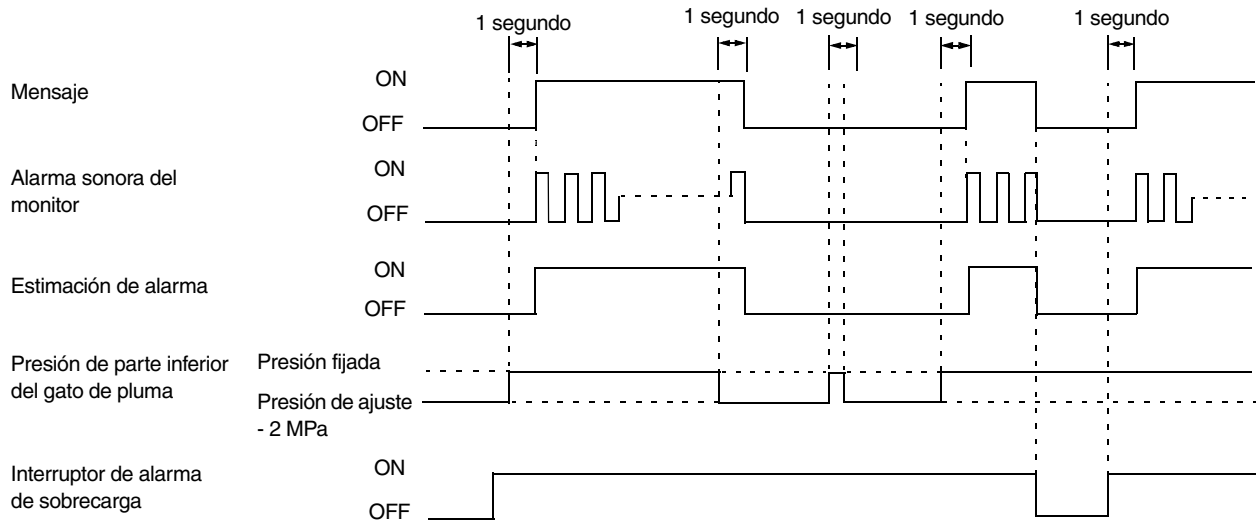 1 segundo
1 segundo
1 segundo
1 segundo
1 segundo
Mensaje
ON
OFF
Alarma sonora del
monitor
ON
OFF
Estimación de alarma
ON
OFF
Presión de parte inferior
del gato de pluma
Presión fijada
Presión de ajuste
- 2 MPa
Interruptor de alarma
de sobrecarga
ON
OFF